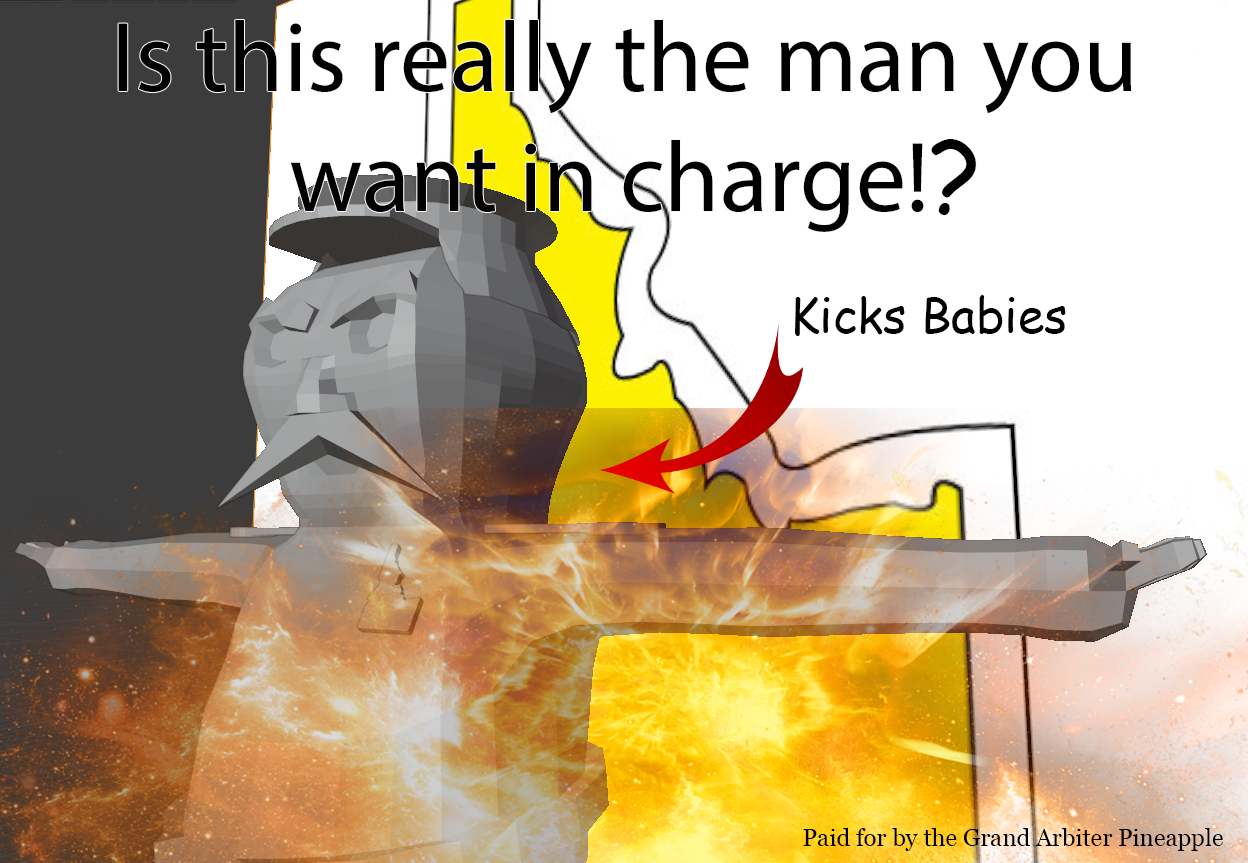 Is this really the man you
want in charge!?
Kicks Babies
Paid for by the Grand Arbiter Pineapple